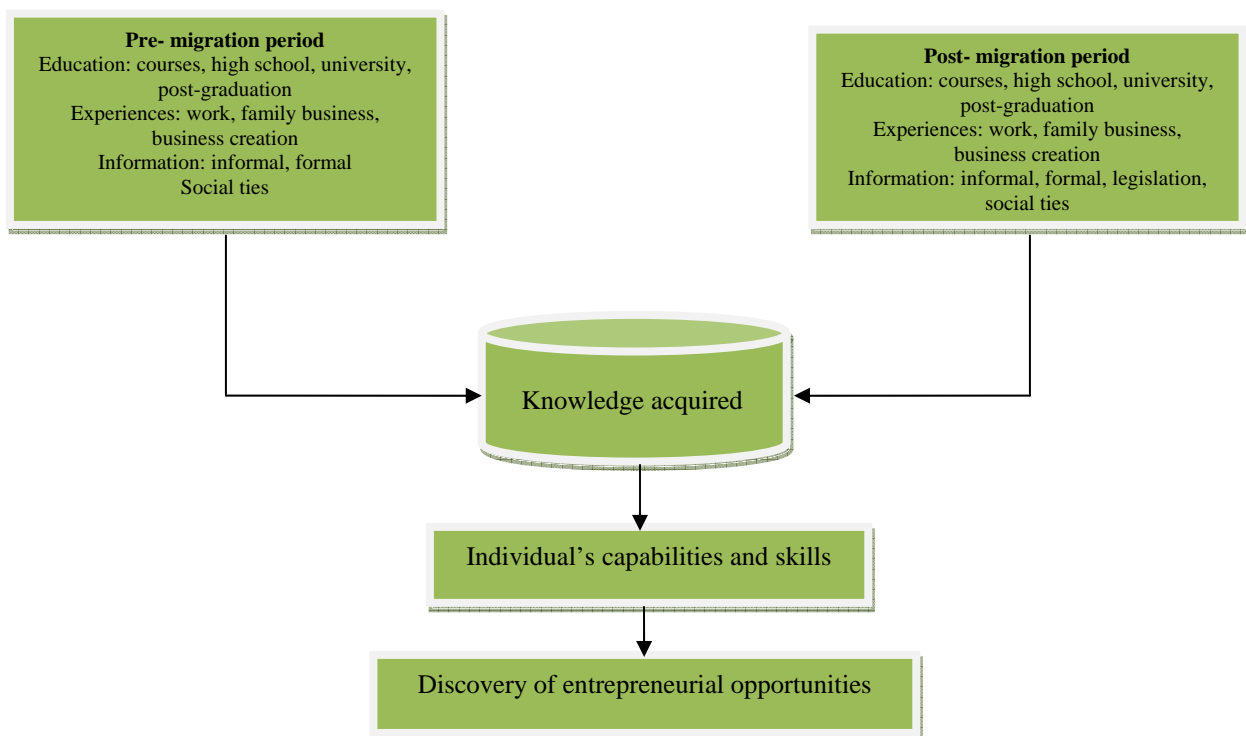 Pre- migration period
Education: courses, high school, university,
post-graduation
Experiences: work, family business,
business creation
Information: informal, formal
Social ties
Post- migration period
Education: courses, high school, university,
post-graduation
Experiences: work, family business,
business creation
Information: informal, formal, legislation,
social ties
Knowledge acquired
Individual’s capabilities and skills
Discovery of entrepreneurial opportunities